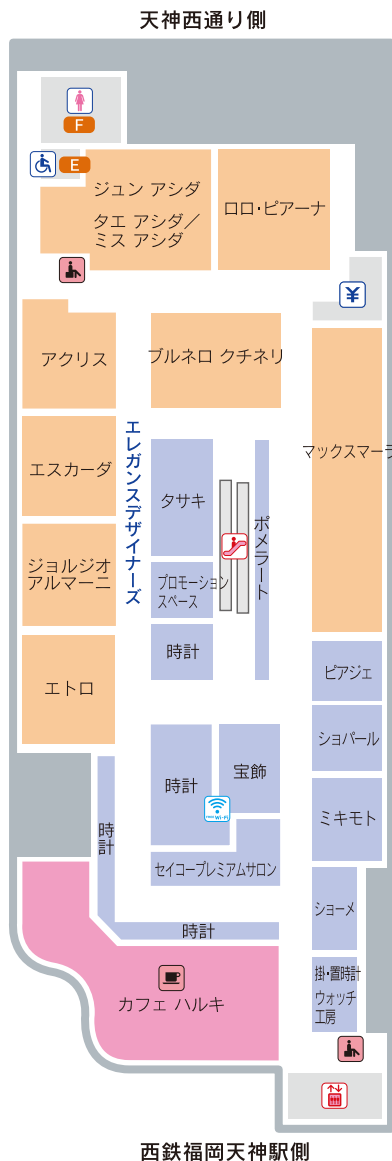 天神西通り側
F
E
ジュン アシダ
タエ アシダ／
ミス アシダ
ロロ・ピアーナ
¥
アクリス
ブルネロ クチネリ
マックスマーラ
エスカーダ
エレガンスデザイナーズ
タサキ
ポメラート
ジョルジオ
アルマーニ
プロモーション
スペース
時計
エトロ
ピアジェ
ショパール
時計
宝飾
Wi-Fi
ミキモト
時計
セイコープレミアムサロン
ショーメ
時計
掛・置時計
ウォッチ
工房
カフェ ハルキ
西鉄福岡天神駅側